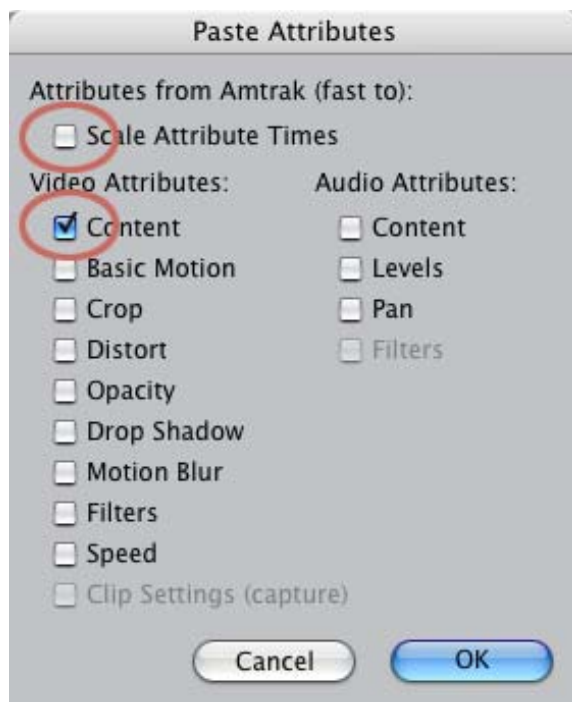 Paste Attributes
Attributes from Amtrak (fast to):
Scale Attribute Times
Video Attributes:
Content
Basic Motion
Crop
Distort
Opacity
Drop Shadow
Motion Blur
Filters
Speed
Clip Settings (capture)
Audio Attributes:
Content
Levels
Pan
Filters
Cancel
OK